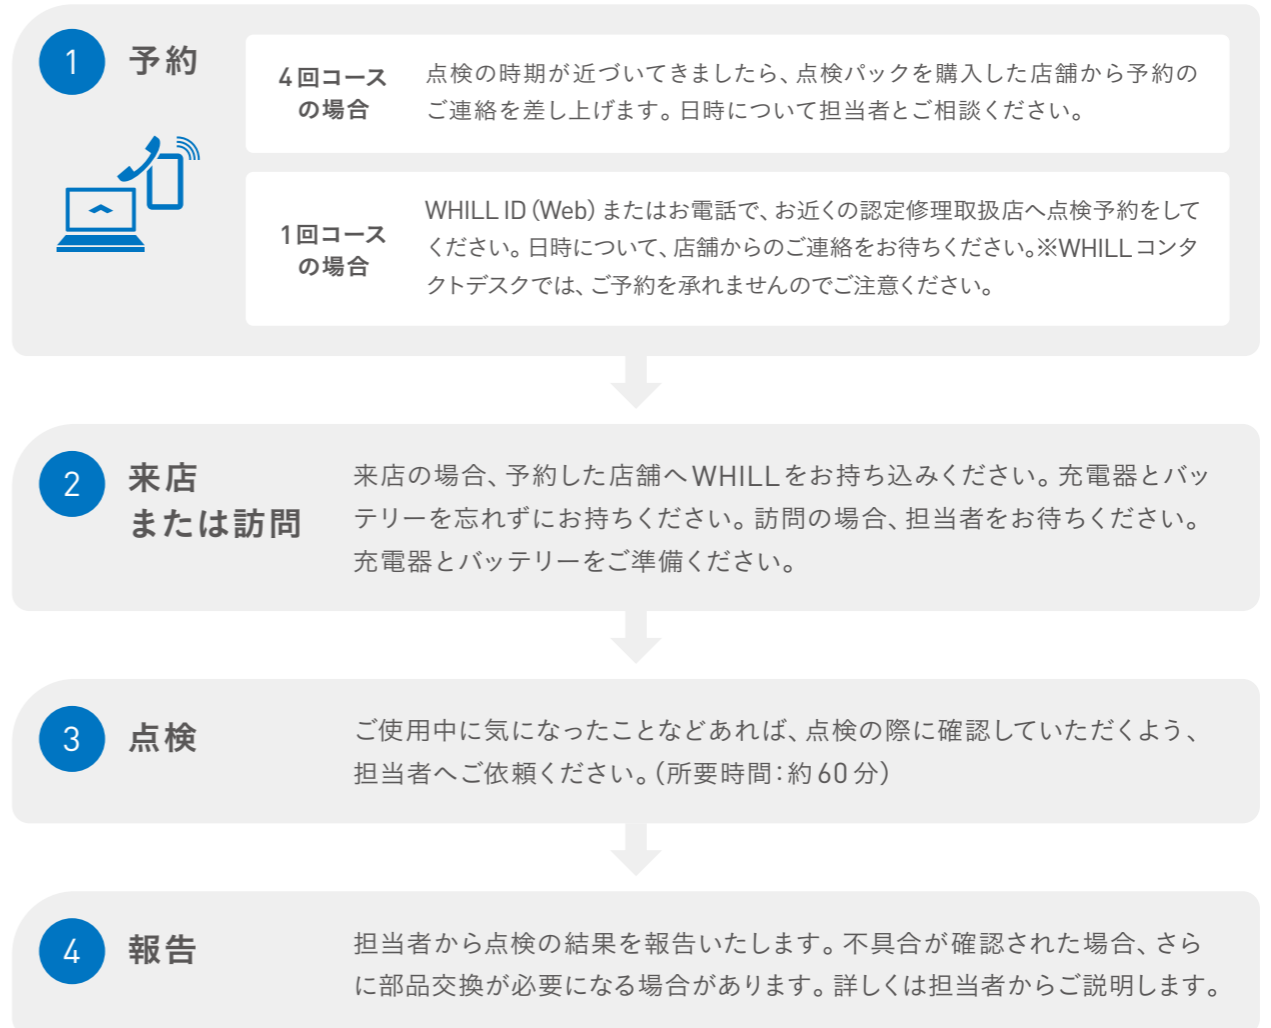 1 予約
4回コース
の場合
点検の時期が近づいてきましたら、点検パックを購入した店舗から予約の
ご連絡を差し上げます。日時について担当者とご相談ください。
1回コース
の場合
WHILL ID（Web）またはお電話で、お近くの認定修理取扱店へ点検予約をして
ください。日時について、店舗からのご連絡をお待ちください。※WHILLコンタ
クトデスクでは、ご予約を承れませんのでご注意ください。
2 来店
または訪問
来店の場合、予約した店舗へWHILLをお持ち込みください。充電器とバッ
テリーを忘れずにお持ちください。訪問の場合、担当者をお待ちください。
充電器とバッテリーをご準備ください。
3 点検
ご使用中に気になったことなどあれば、点検の際に確認していただくよう、
担当者へご依頼ください。（所要時間：約60分）
4 報告
担当者から点検の結果を報告いたします。不具合が確認された場合、さら
に部品交換が必要になる場合があります。詳しくは担当者からご説明します。